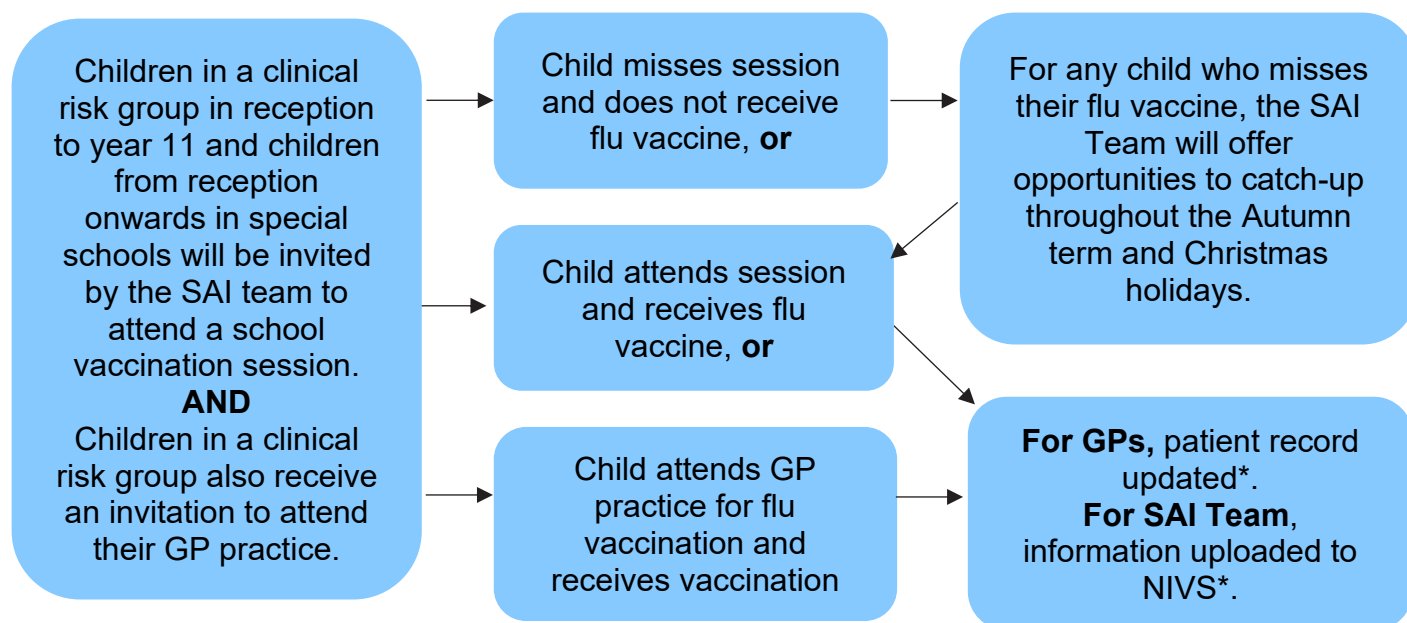 Children in a clinical
risk group in reception
to year 11 and children
from reception
onwards in special
schools will be invited
by the SAI team to
attend a school
vaccination session.
AND
Children in a clinical
risk group also receive
an invitation to attend
their GP practice.
Child misses session
and does not receive
flu vaccine, or
Child attends session
and receives flu
vaccine, or
Child attends GP
practice for flu
vaccination and
receives vaccination
For any child who misses
their flu vaccine, the SAI
Team will offer
opportunities to catch-up
throughout the Autumn
term and Christmas
holidays.
For GPs, patient record
updated*.
For SAI Team,
information uploaded to
NIVS*.